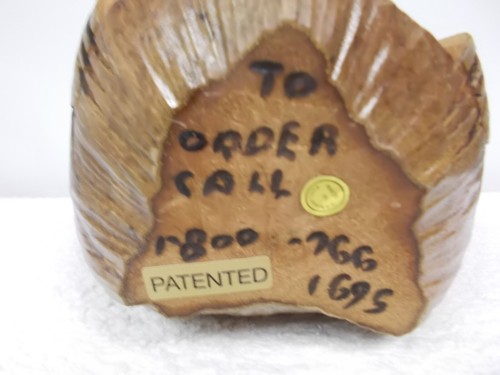 TO
ORDER
CALL
1-800-766
1695
PATENTED